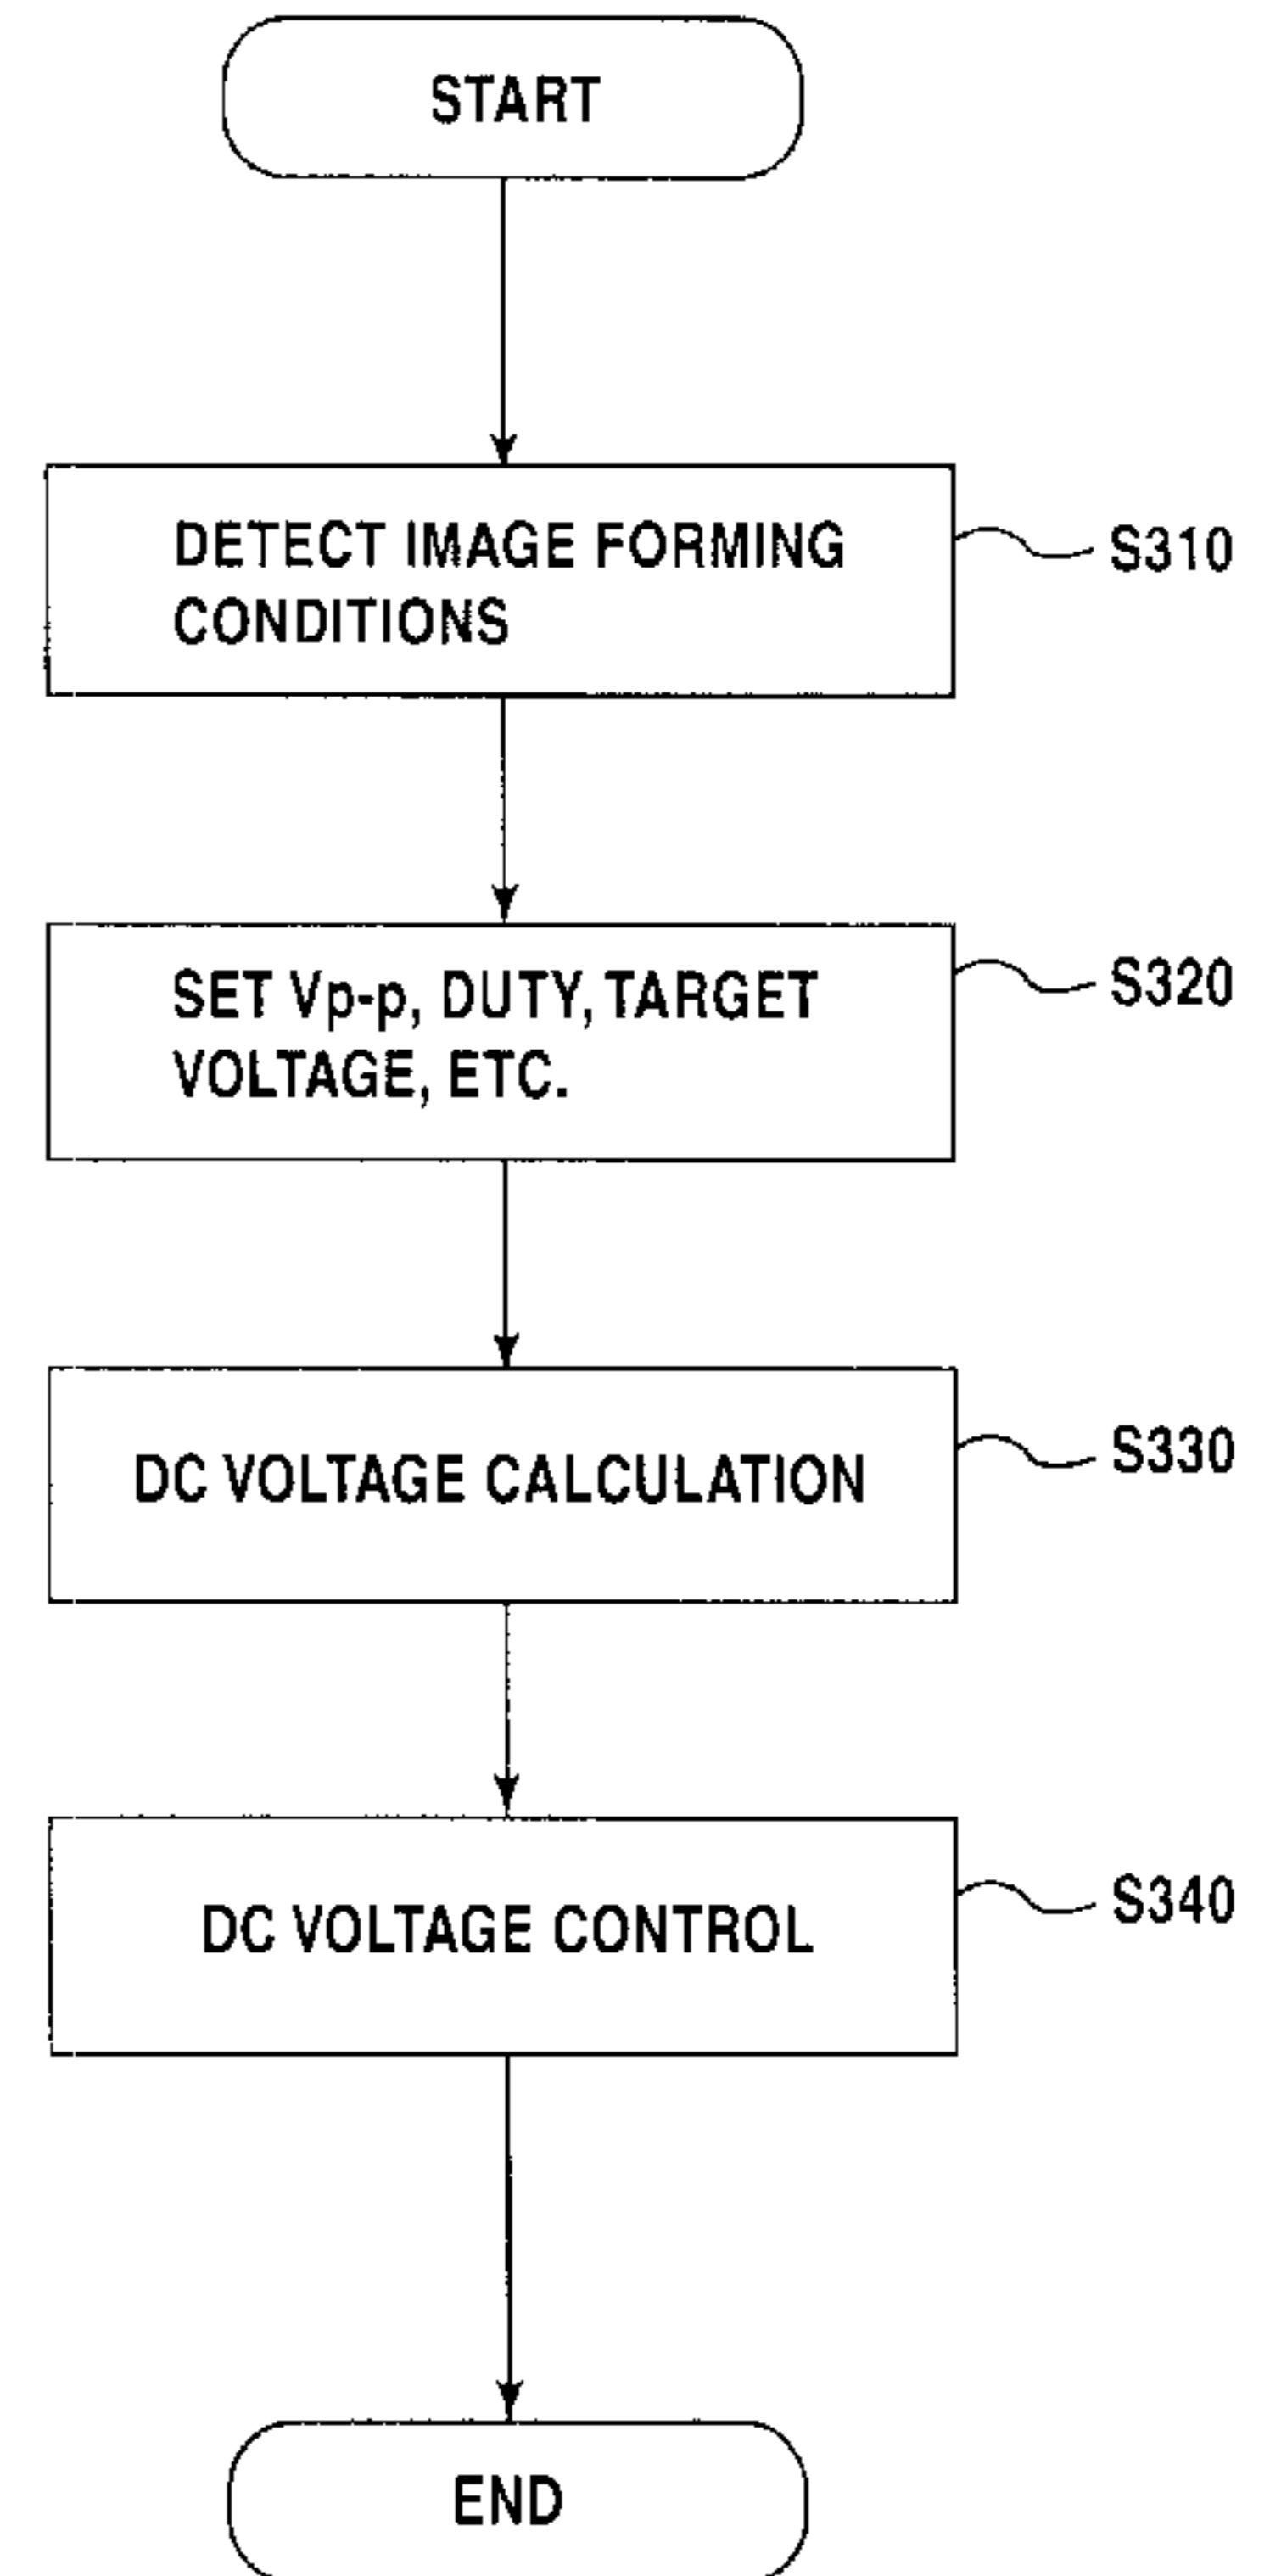 START
DETECT IMAGE FORMING
CONDITIONS
S310
SET Vp-p, DUTY, TARGET
VOLTAGE, ETC.
S320
DC VOLTAGE CALCULATION
S330
DC VOLTAGE CONTROL
S340
END